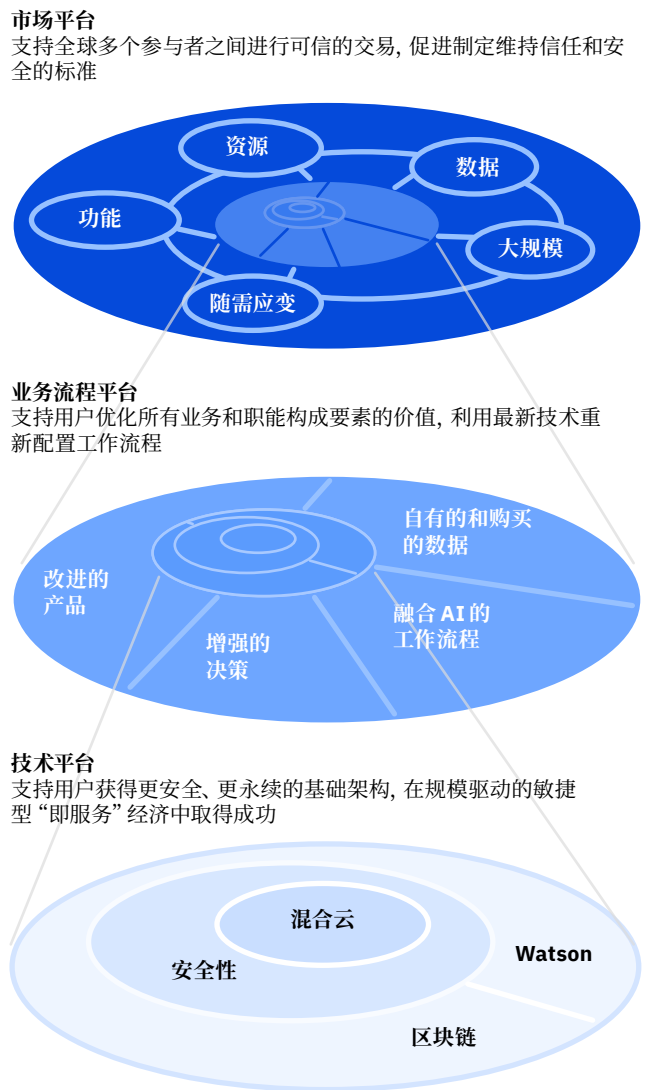 市场平台
支持全球多个参与者之间进行可信的交易, 促进制定维持信任和安
全的标准
资源
数据
功能
大规模
随需应变
业务流程平台
支持用户优化所有业务和职能构成要素的价值, 利用最新技术重
新配置工作流程
自有的和购买
的数据
改进的
产品
融合 AI 的
工作流程
增强的
决策
技术平台
支持用户获得更安全、更永续的基础架构, 在规模驱动的敏捷
型 “即服务” 经济中取得成功
混合云
安全性
Watson
区块链